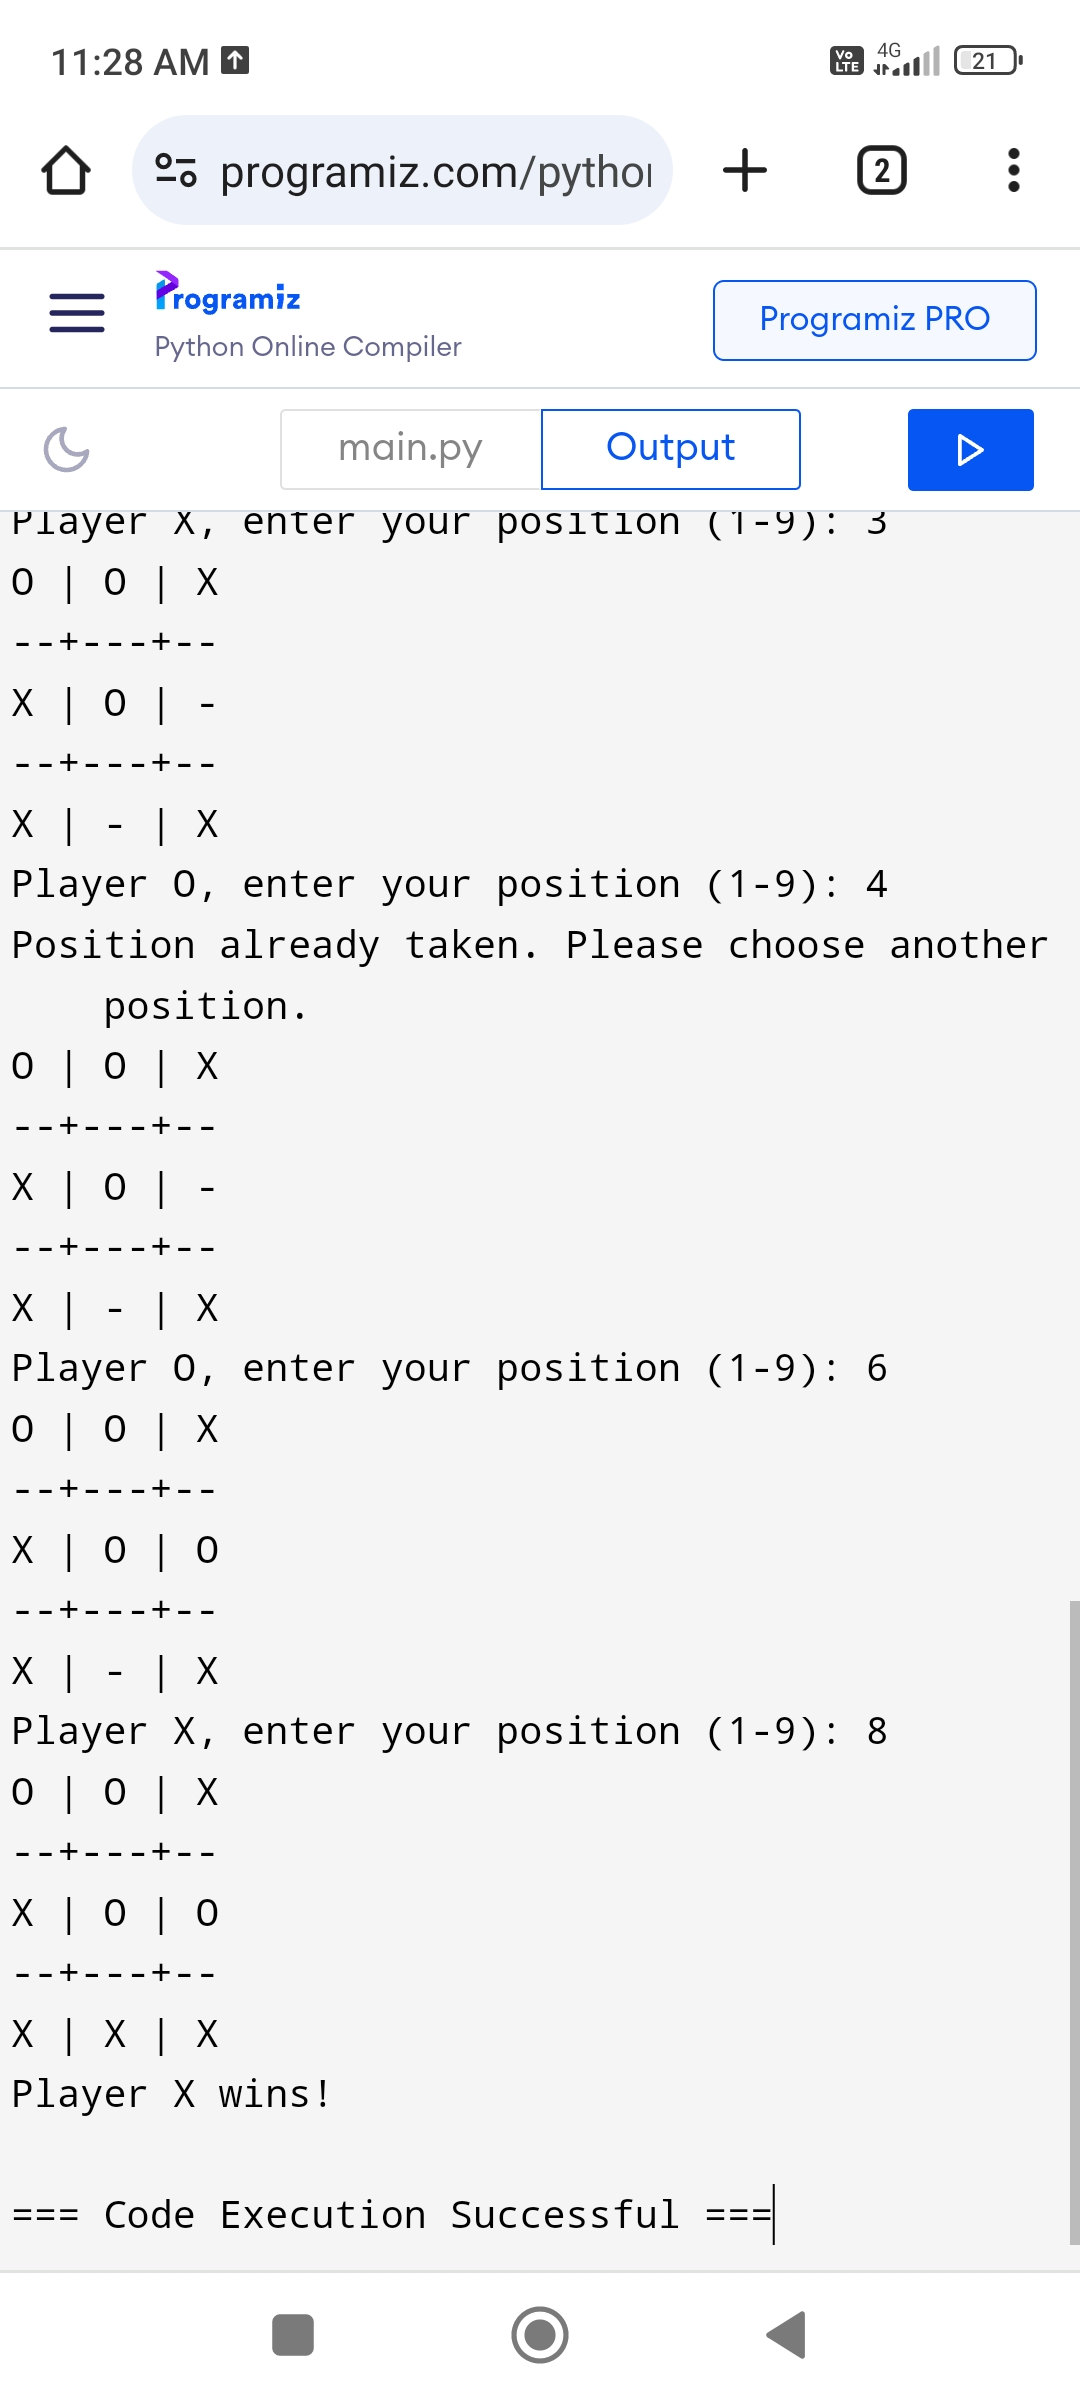 11:28 AM
Vo LTE 4G 21
programiz.com/pytho
2
Programiz
Python Online Compiler
Programiz PRO
main.py
Output
Player X, enter your position (1-9): 3
O | O | X
--+---+--
X | O | -
--+---+--
X | - | X
Player O, enter your position (1-9): 4
Position already taken. Please choose another
position.
O | O | X
--+---+--
X | O | -
--+---+--
X | - | X
Player O, enter your position (1-9): 6
O | O | X
--+---+--
X | O | O
--+---+--
X | - | X
Player X, enter your position (1-9): 8
O | O | X
--+---+--
X | O | O
--+---+--
X | X | X
Player X wins!
=== Code Execution Successful ===